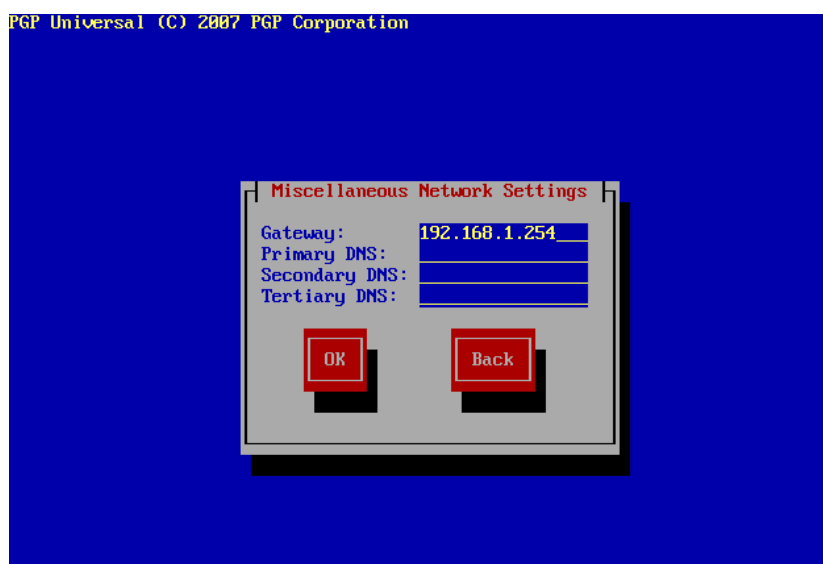 PGP Universal (C) 2007 PGP Corporation
Miscellaneous Network Settings
Gateway: 192.168.1.254
Primary DNS:
Secondary DNS:
Tertiary DNS:
OK Back